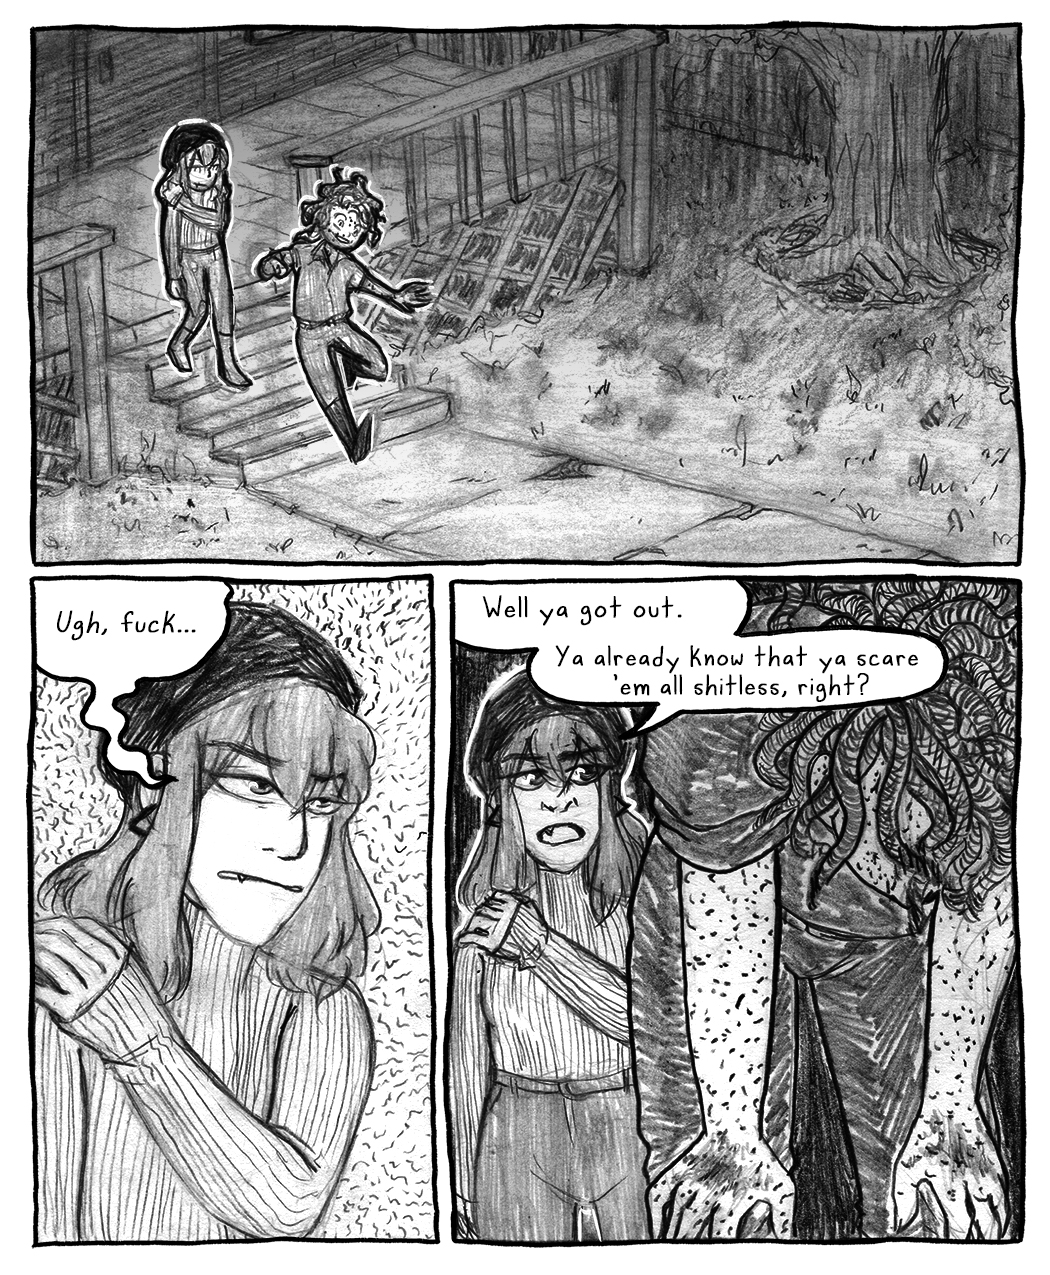 Ugh, fuck...
Well ya got out.
Ya already know that ya scare
'em all shitless, right?